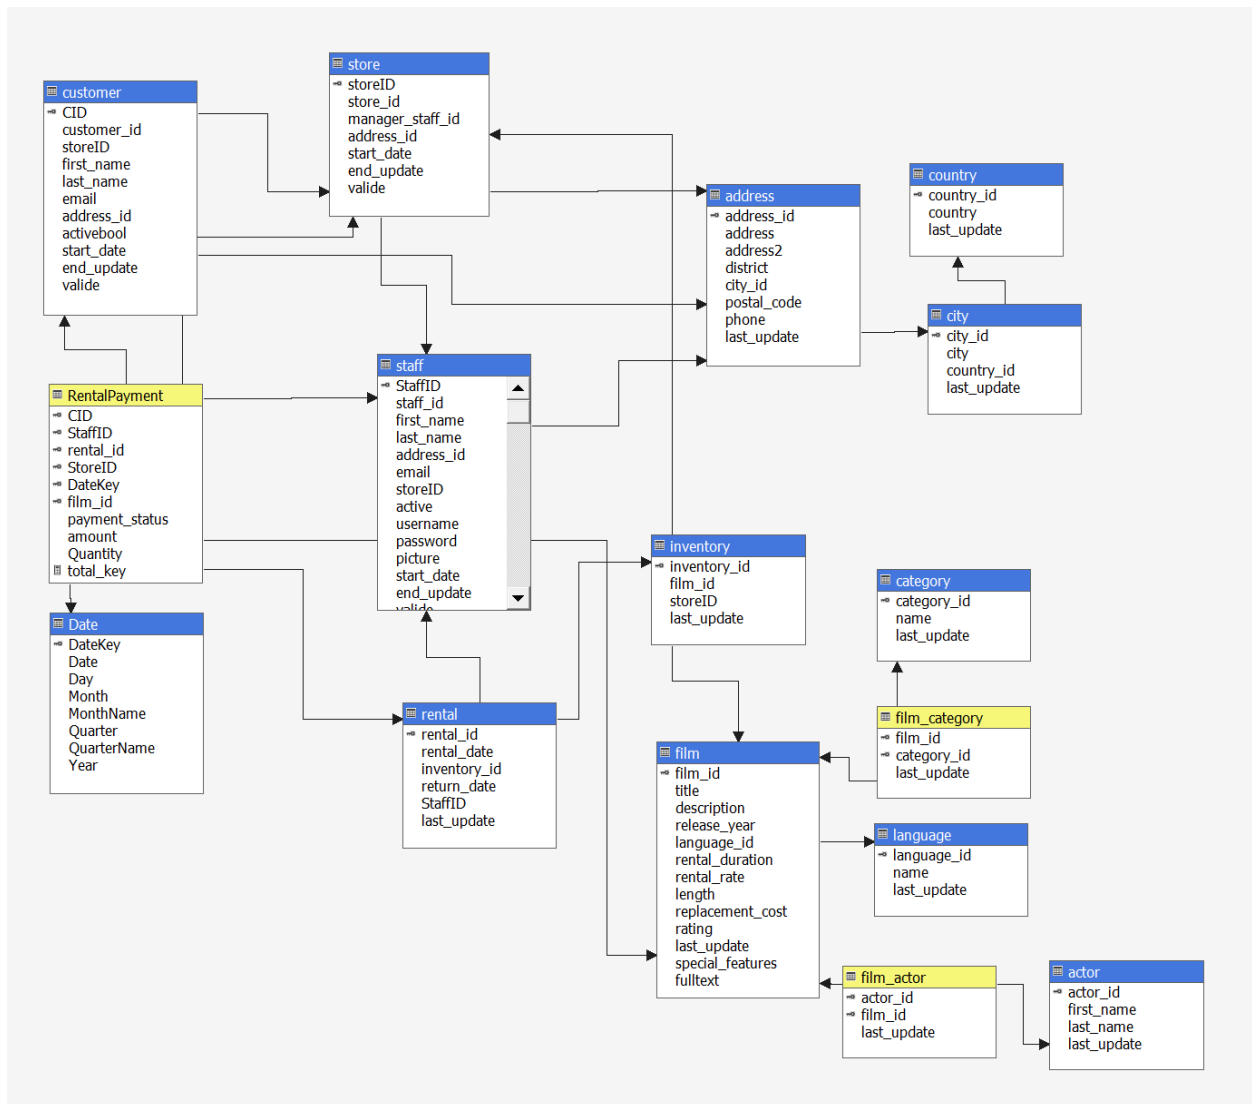 store
storeID
store_id
manager_staff_id
address_id
start_date
end_update
valide
customer
CID
customer_id
storeID
first_name
last_name
email
address_id
activebool
start_date
end_update
valide
address
address_id
address
address2
district
city_id
postal_code
phone
last_update
country
country_id
country
last_update
city
city_id
city
country_id
last_update
staff
StaffID
staff_id
first_name
last_name
address_id
email
storeID
active
username
password
picture
start_date
end_update
valide
RentalPayment
CID
StaffID
rental_id
StoreID
DateKey
film_id
payment_status
amount
Quantity
total_key
inventory
inventory_id
film_id
storeID
last_update
category
category_id
name
last_update
Date
DateKey
Date
Day
Month
MonthName
Quarter
QuarterName
Year
rental
rental_id
rental_date
inventory_id
return_date
StaffID
last_update
film_category
film_id
category_id
last_update
film
film_id
title
description
release_year
language_id
rental_duration
rental_rate
length
replacement_cost
rating
last_update
special_features
fulltext
language
language_id
name
last_update
film_actor
actor_id
film_id
last_update
actor
actor_id
first_name
last_name
last_update